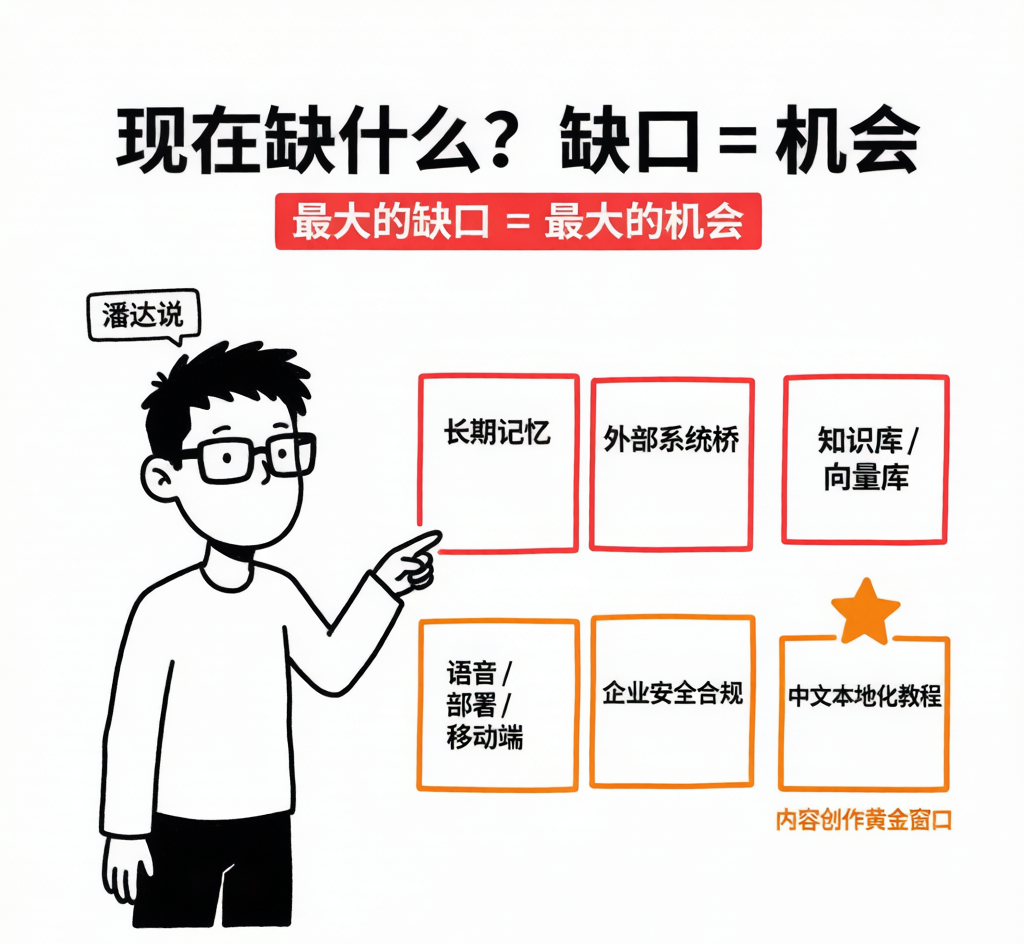 现在缺什么？缺口 = 机会
最大的缺口 = 最大的机会
潘达说
长期记忆
外部系统桥
知识库 /
向量库
语音 /
部署 /
移动端
企业安全合规
中文本地化教程
内容创作黄金窗口